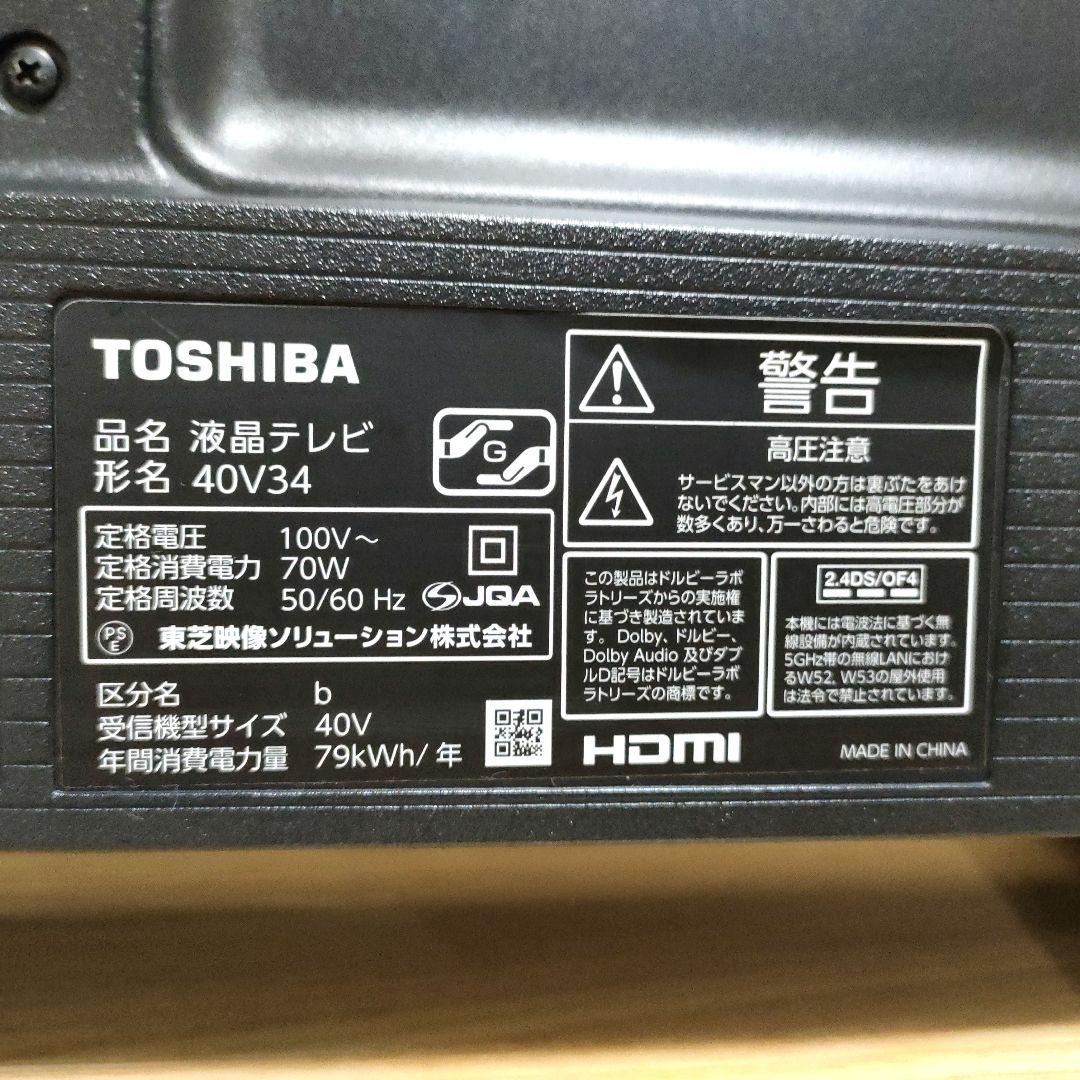 TOSHIBA
品名 液晶テレビ
形名 40V34
G
定格電圧 100V～
定格消費電力 70W
定格周波数 50/60 Hz
JQA
PS
E
東芝映像ソリューション株式会社
区分名 b
受信機型サイズ 40V
年間消費電力量 79kWh/年
警告
高圧注意
サービスマン以外の方は裏ぶたをあけ
ないでください。内部には高電圧部分が
数多くあり、万一さわると危険です。
この製品はドルビーラボ
ラトリーズからの実施権
に基づき製造されていま
す。Dolby、ドルビー、
Dolby Audio 及びダブ
ルD記号はドルビーラボ
ラトリーズの商標です。
2.4DS/OF4
本機には電波法に基づく無
線設備が内蔵されています。
5GHz帯の無線LANにおけ
るW52、W53の屋外使用
は法令で禁止されています。
HDMI
MADE IN CHINA